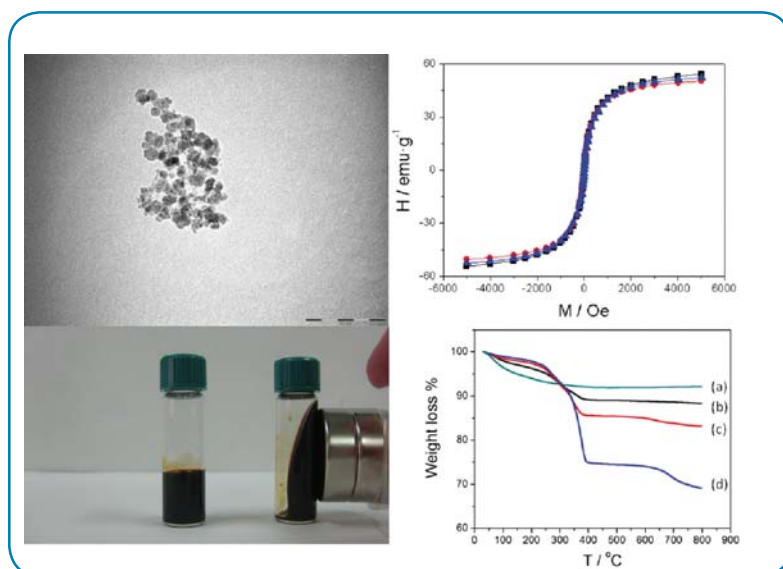 60
30
0
-30
-60
H / emu·g⁻¹
-6000 -4000 -2000 0 2000 4000 6000
M / Oe
100
90
80
70
60
Weight loss %
(a)
(b)
(c)
(d)
0 100 200 300 400 500 600 700 800 900
T / °C